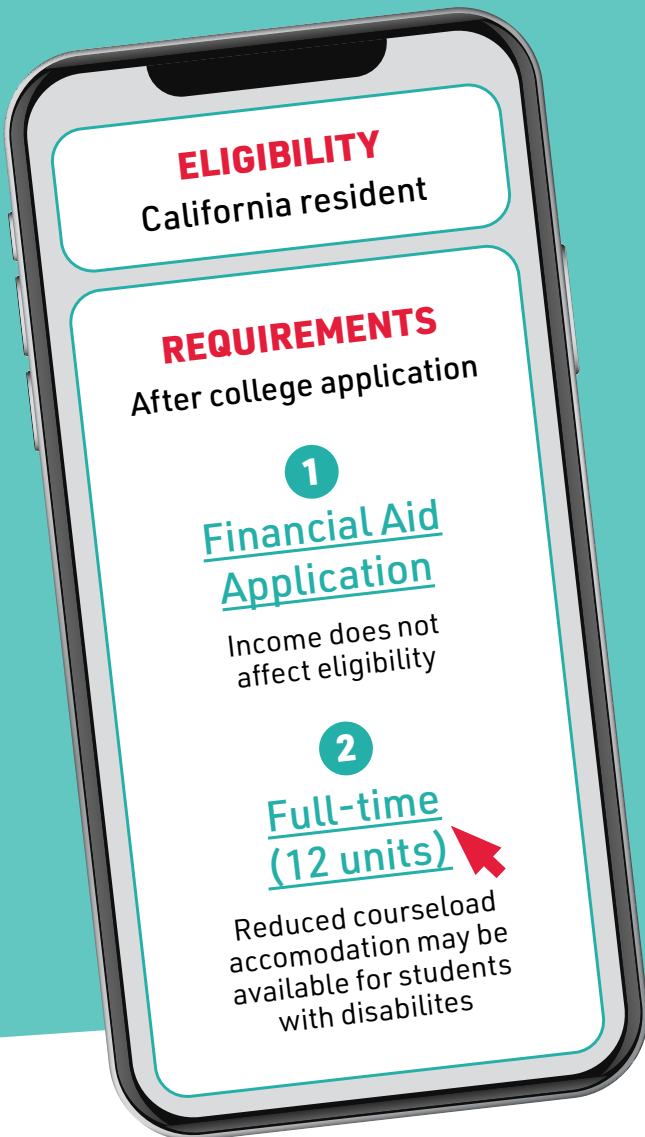 ELIGIBILITY
California resident
REQUIREMENTS
After college application
1
Financial Aid
Application
Income does not
affect eligibility
2
Full-time
(12 units)
Reduced courseload
accomodation may be
available for students
with disabilites